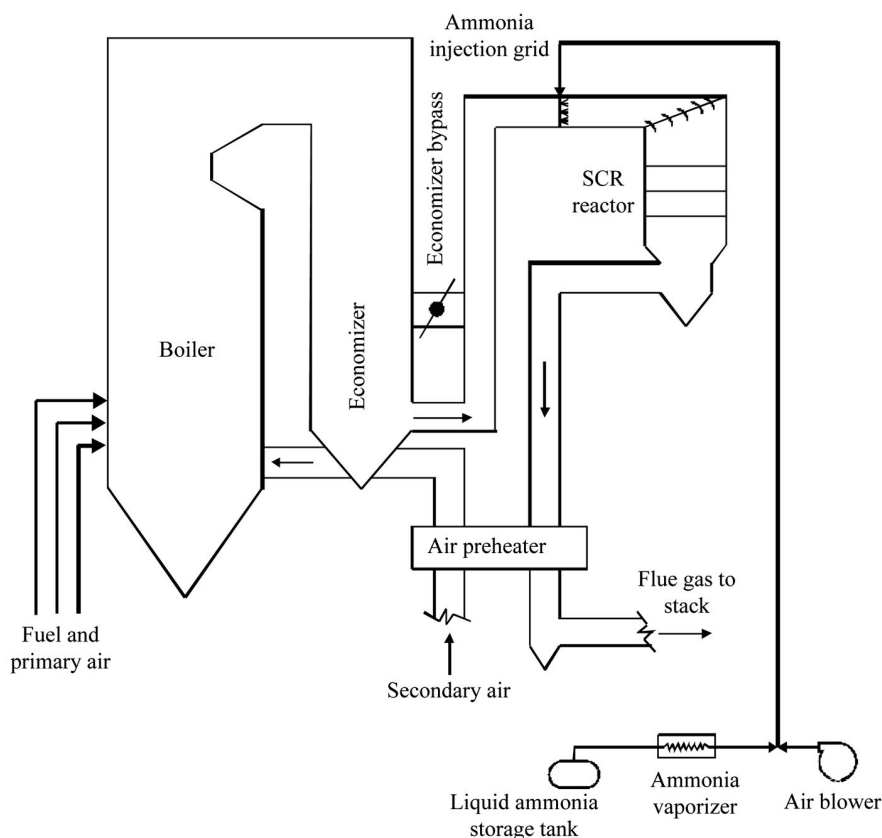 Ammonia
injection grid
Economizer bypass
SCR
reactor
Boiler
Economizer
Air preheater
Fuel and
primary air
Flue gas to
stack
Secondary air
Liquid ammonia
storage tank
Ammonia
vaporizer
Air blower